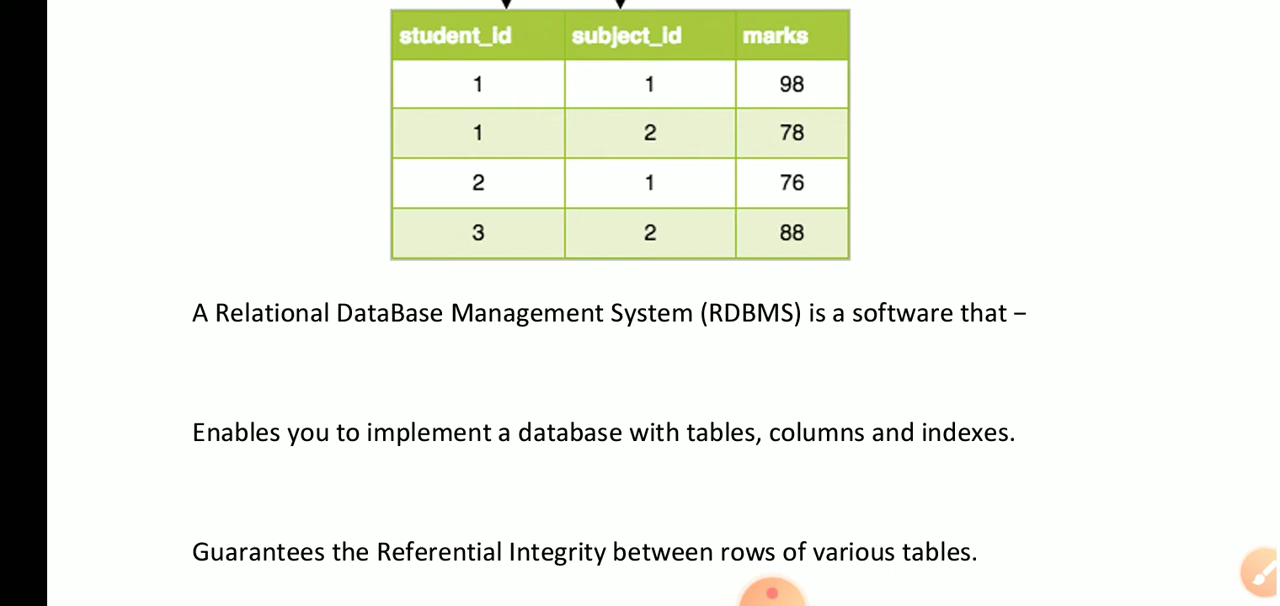 student_id subject_id marks
1 1 98
1 2 78
2 1 76
3 2 88
A Relational DataBase Management System (RDBMS) is a software that –
Enables you to implement a database with tables, columns and indexes.
Guarantees the Referential Integrity between rows of various tables.